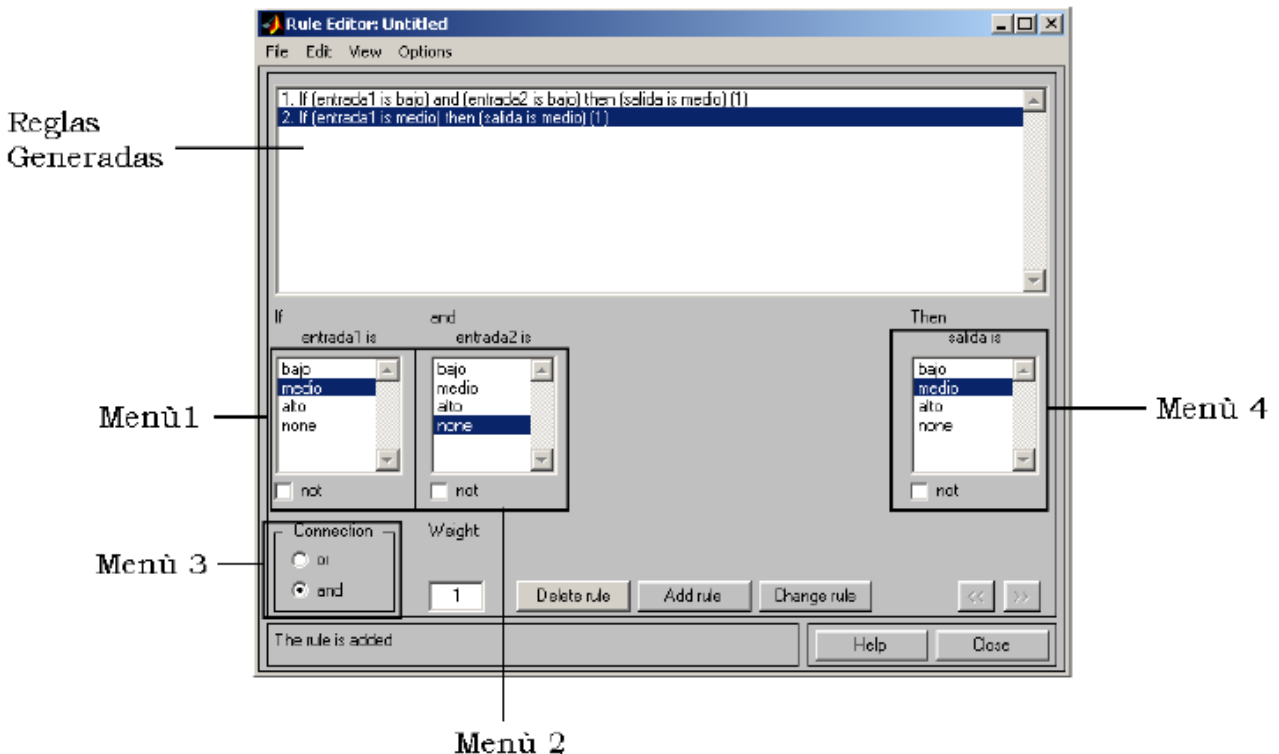 Rule Editor: Untitled
File Edit View Options
1. If (entrada1 is bajo) and (entrada2 is bajo) then (salida is medio) (1)
2. If (entrada1 is medio) then (salida is medio) (1)
Reglas
Generadas
If and Then
entrada1 is entrada2 is salida is
bajo bajo bajo
medio medio medio
alto alto alto
none none none
Menù1
Menù 4
not not not
Connection Weight
or
Menù 3
and 1 Delete rule Add rule Change rule << >>
The rule is added Help Close
Menù 2